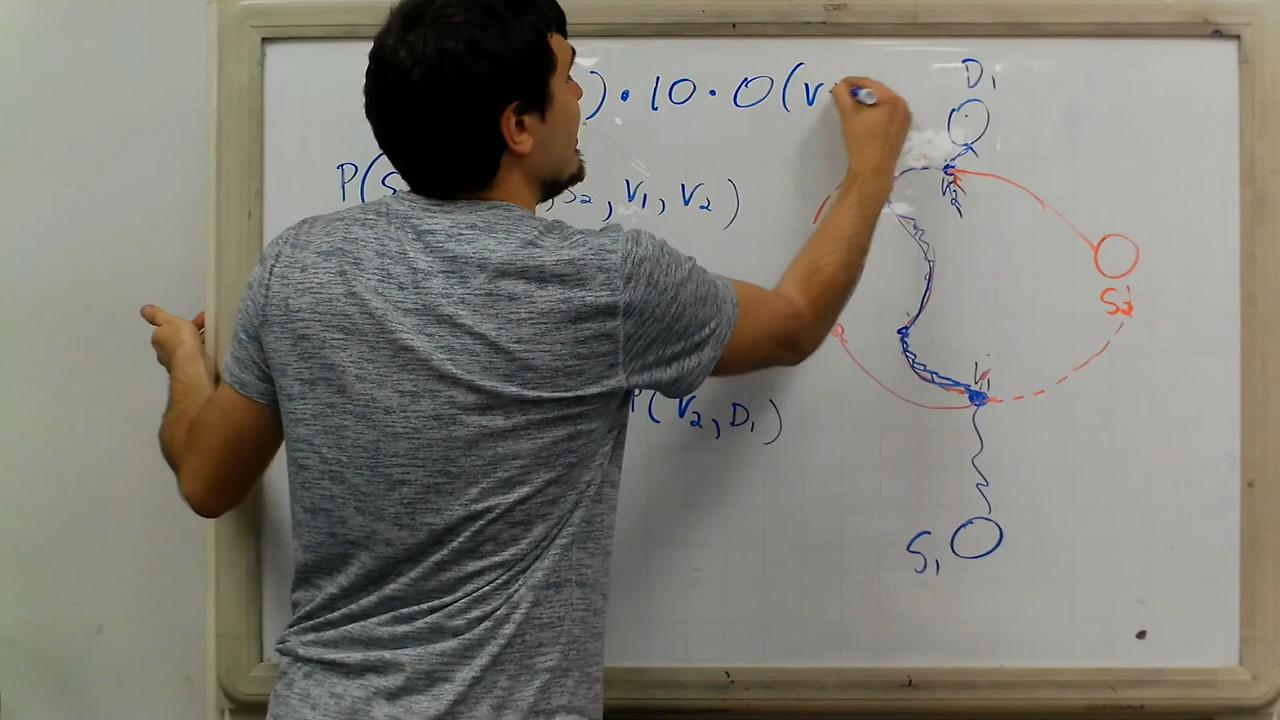 ) · 10 · O(V
D₁
P(S
S₂, V₁, V₂)
S₂
V₁
P(V₂, D₁)
S₁